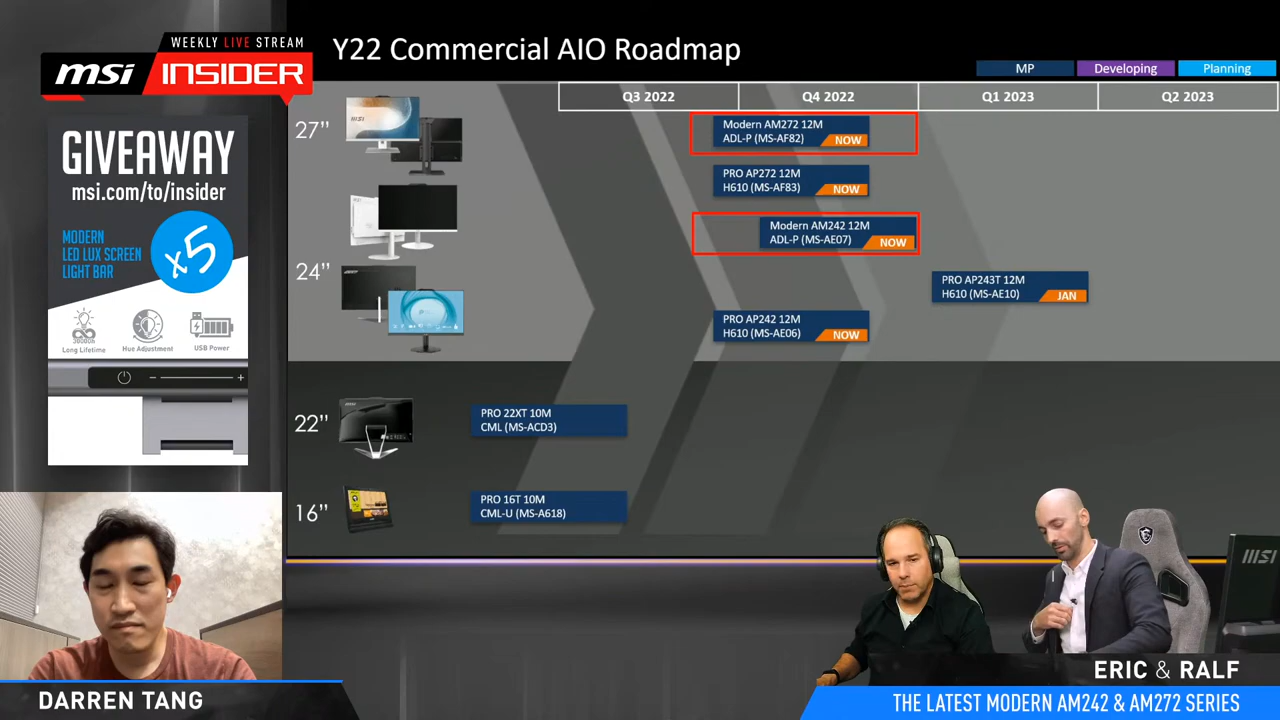 WEEKLY LIVE STREAM
msi INSIDER
GIVEAWAY
msi.com/to/insider
MODERN
LED LUX SCREEN
LIGHT BAR
x5
Long Lifetime
Hue Adjustment
USB Power
Y22 Commercial AIO Roadmap
MP
Developing
Planning
Q3 2022
Q4 2022
Q1 2023
Q2 2023
27’’
Modern AM272 12M
ADL-P (MS-AF82)
NOW
PRO AP272 12M
H610 (MS-AF83)
NOW
Modern AM242 12M
ADL-P (MS-AE07)
NOW
24’’
PRO AP243T 12M
H610 (MS-AE10)
JAN
PRO AP242 12M
H610 (MS-AE06)
NOW
22’’
PRO 22XT 10M
CML (MS-ACD3)
16’’
PRO 16T 10M
CML-U (MS-A618)
msi
DARREN TANG
ERIC & RALF
THE LATEST MODERN AM242 & AM272 SERIES